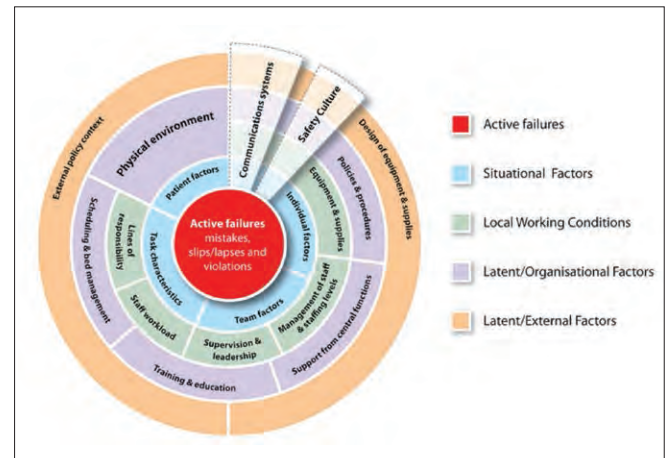 Communications systems
Safety Culture
External policy context
Design of equipment & supplies
Physical environment
Policies & procedures
Patient factors
Individual factors
Equipment & supplies
Scheduling & bed management
Lines of
responsibility
Task characteristics
Active failures
mistakes,
slips/lapses and
violations
Team factors
Staff workload
Supervision &
leadership
Management of staff
& staffing levels
Training & education
Support from central functions
Active failures
Situational Factors
Local Working Conditions
Latent/Organisational Factors
Latent/External Factors